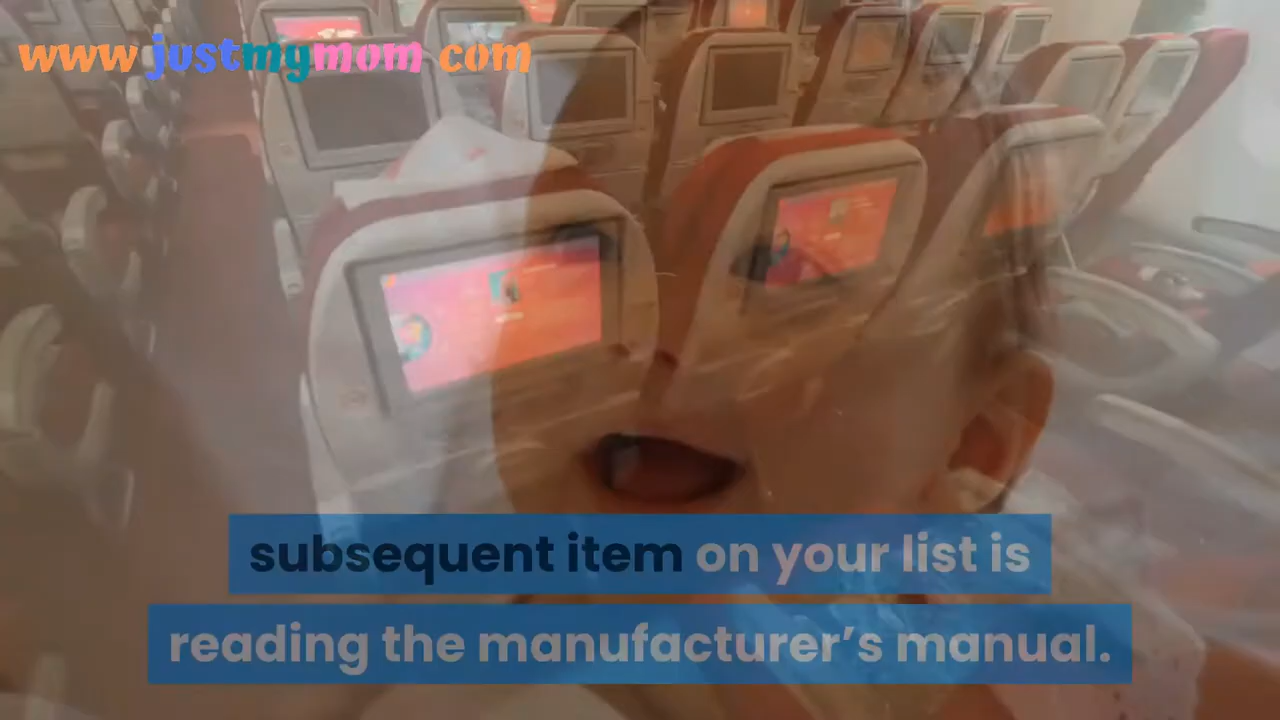 www justmymom com
subsequent item on your list is
reading the manufacturer’s manual.